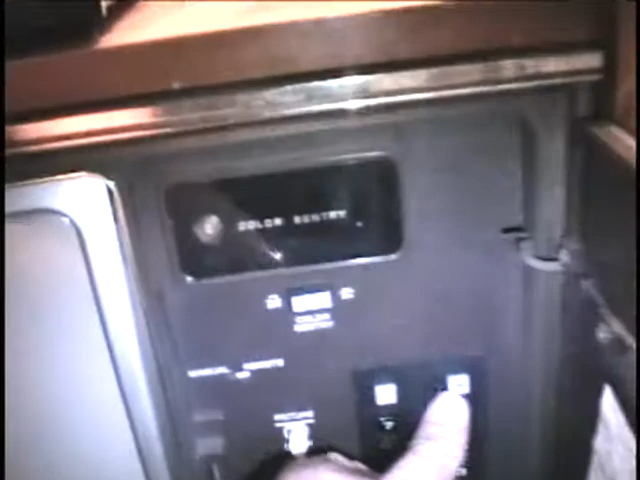 COLOR SENTRY
COLOR
SENTRY
MANUAL REMOTE
PICTURE